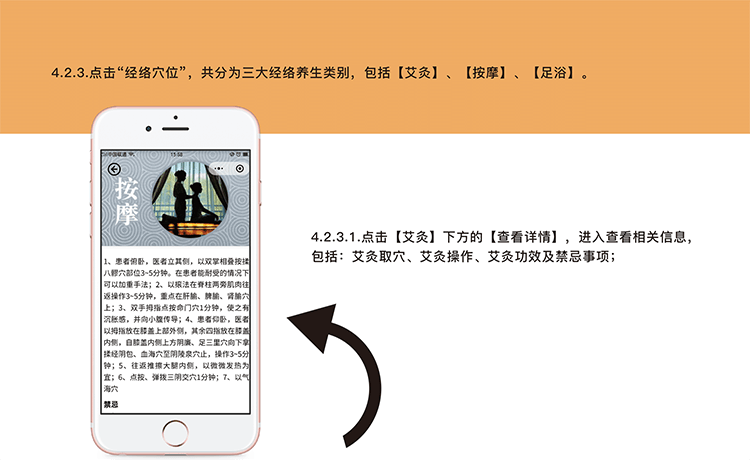 4.2.3.点击“经络穴位”，共分为三大经络养生类别，包括【艾灸】、【按摩】、【足浴】。
15:58
按摩
4.2.3.1.点击【艾灸】下方的【查看详情】，进入查看相关信息，
包括：艾灸取穴、艾灸操作、艾灸功效及禁忌事项；
1、患者俯卧，医者立其侧，以双掌相叠按揉
八髎穴部位3~5分钟。在患者能耐受的情况下
可以加重手法；2、以㨰法在脊柱两旁肌肉往
返操作3~5分钟，重点在肝腧、脾腧、肾腧穴
上；3、双手拇指点按命门穴1分钟，使之有
沉胀感，并向小腹传导；4、患者仰卧，医者
以拇指放在膝盖上部外侧，其余四指放在膝盖
内侧，自膝盖内侧上方阴廉、足三里穴向下拿
揉经阴包、血海穴至阴陵泉穴止，操作3~5分
钟；5、往返推擦大腿内侧，以微微发热为
宜；6、点按、弹拨三阴交穴1分钟；7、以气
海穴
禁忌